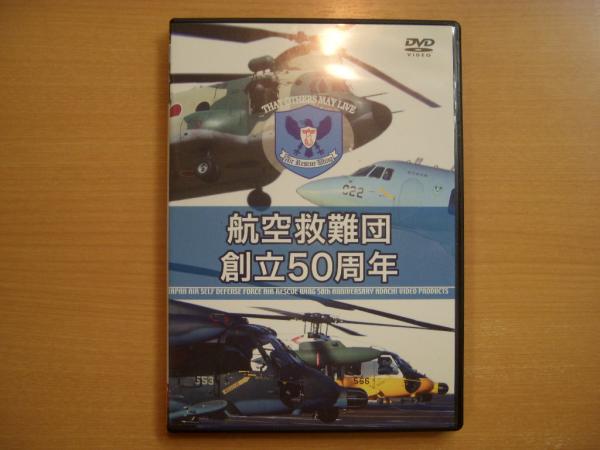 DVD
VIDEO
THAT OTHERS MAY LIVE
Air Rescue Wing
022
航空救難団
創立50周年
JAPAN AIR SELF DEFENSE FORCE AIR RESCUE WING 50th ANNIVERSARY AONCHI VIDEO PRODUCTS
553
566